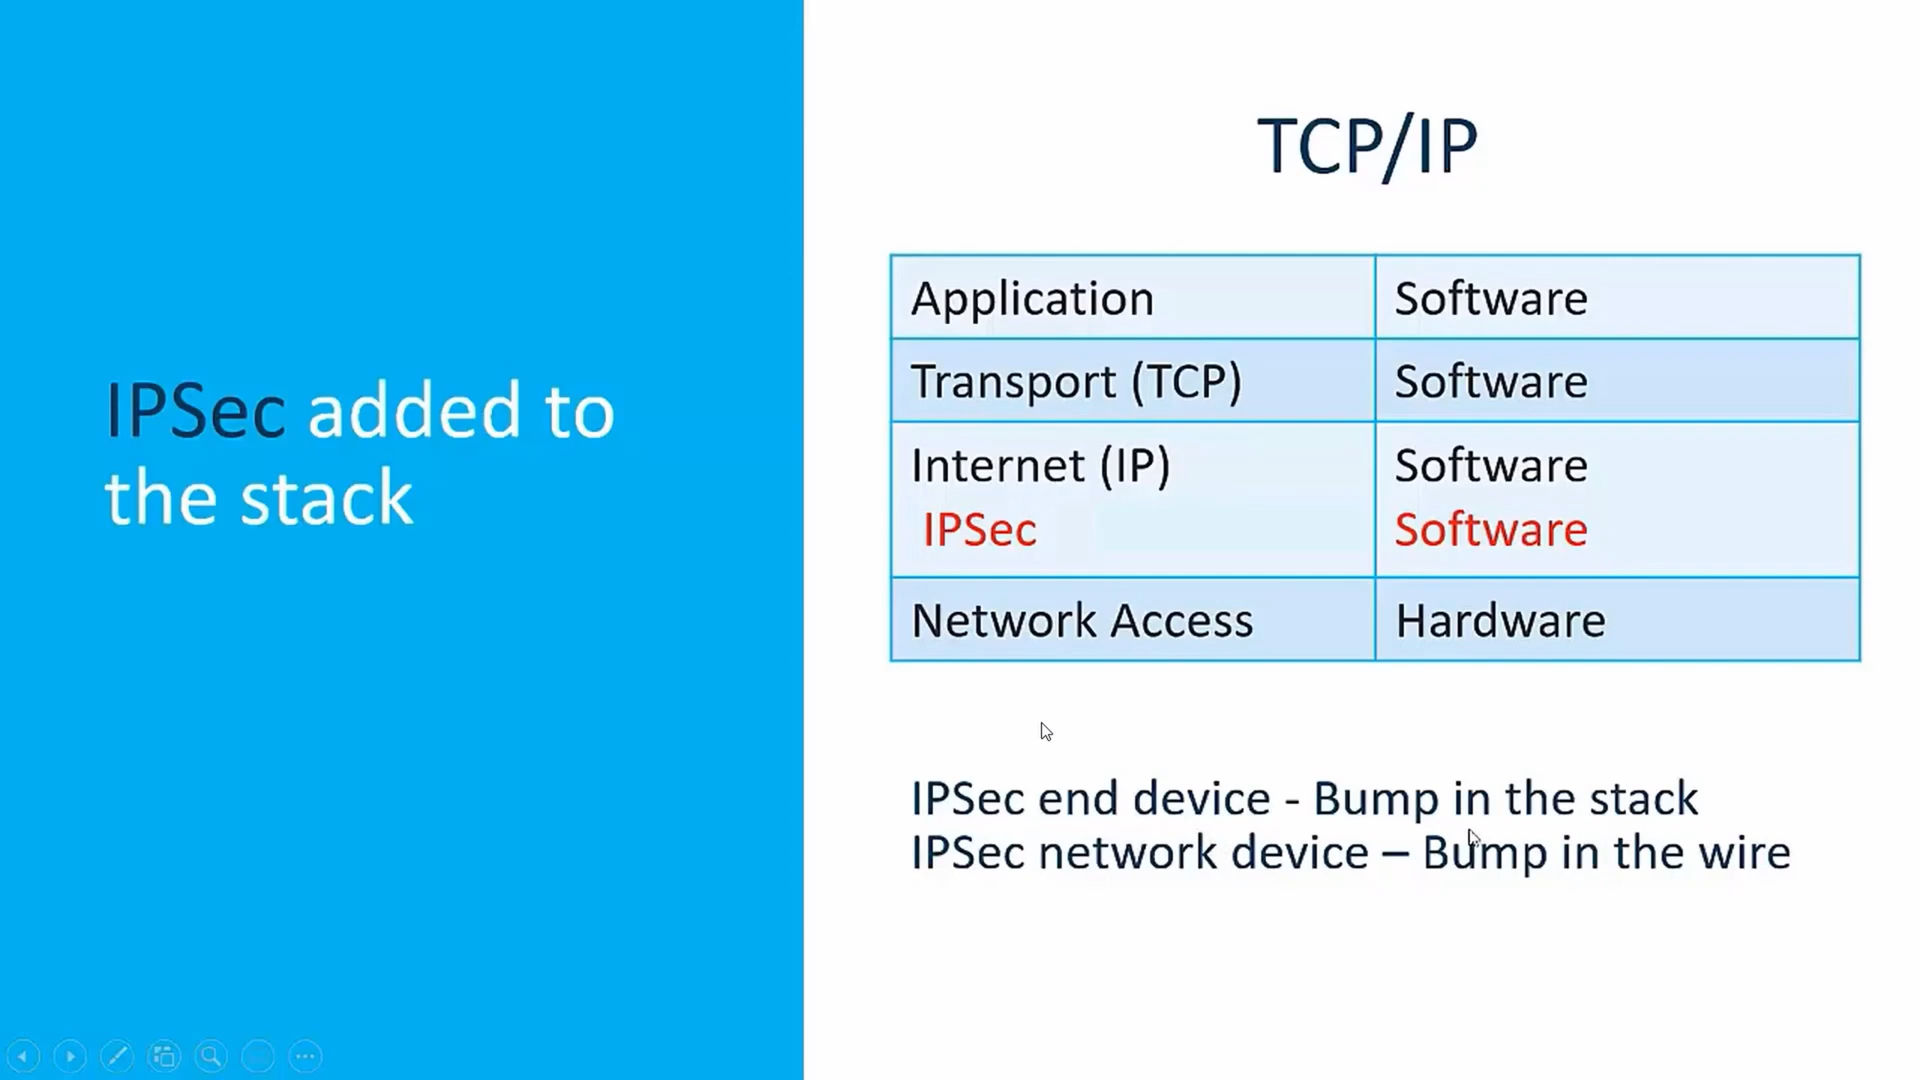 IPSec added to
the stack
TCP/IP
Application Software
Transport (TCP) Software
Internet (IP) Software
IPSec Software
Network Access Hardware
IPSec end device - Bump in the stack
IPSec network device – Bump in the wire